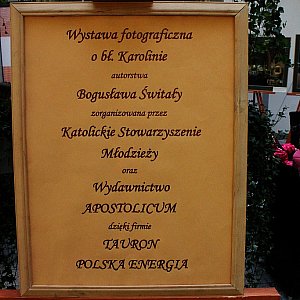 Wystawa fotograficzna
o bł. Karolinie
autorstwa
Bogusława Świtały
zorganizowana przez
Katolickie Stowarzyszenie
Młodzieży
oraz
Wydawnictwo
APOSTOLICUM
dzięki firmie
TAURON
POLSKA ENERGIA